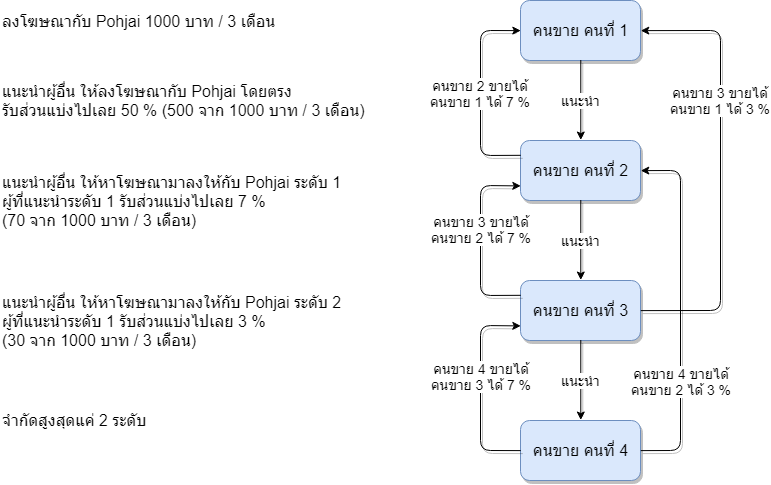 ลงโฆษณากับ Pohjai 1000 บาท / 3 เดือน
แนะนำผู้อื่น ให้ลงโฆษณากับ Pohjai โดยตรง
รับส่วนแบ่งไปเลย 50 % (500 จาก 1000 บาท / 3 เดือน)
แนะนำผู้อื่น ให้หาโฆษณามาลงให้กับ Pohjai ระดับ 1
ผู้ที่แนะนำระดับ 1 รับส่วนแบ่งไปเลย 7 %
(70 จาก 1000 บาท / 3 เดือน)
แนะนำผู้อื่น ให้หาโฆษณามาลงให้กับ Pohjai ระดับ 2
ผู้ที่แนะนำระดับ 1 รับส่วนแบ่งไปเลย 3 %
(30 จาก 1000 บาท / 3 เดือน)
จำกัดสูงสุดแค่ 2 ระดับ
คนขาย คนที่ 1
คนขาย 2 ขายได้
คนขาย 1 ได้ 7 %
แนะนำ
คนขาย 3 ขายได้
คนขาย 1 ได้ 3 %
คนขาย คนที่ 2
คนขาย 3 ขายได้
คนขาย 2 ได้ 7 %
แนะนำ
คนขาย คนที่ 3
คนขาย 4 ขายได้
คนขาย 3 ได้ 7 %
แนะนำ
คนขาย 4 ขายได้
คนขาย 2 ได้ 3 %
คนขาย คนที่ 4